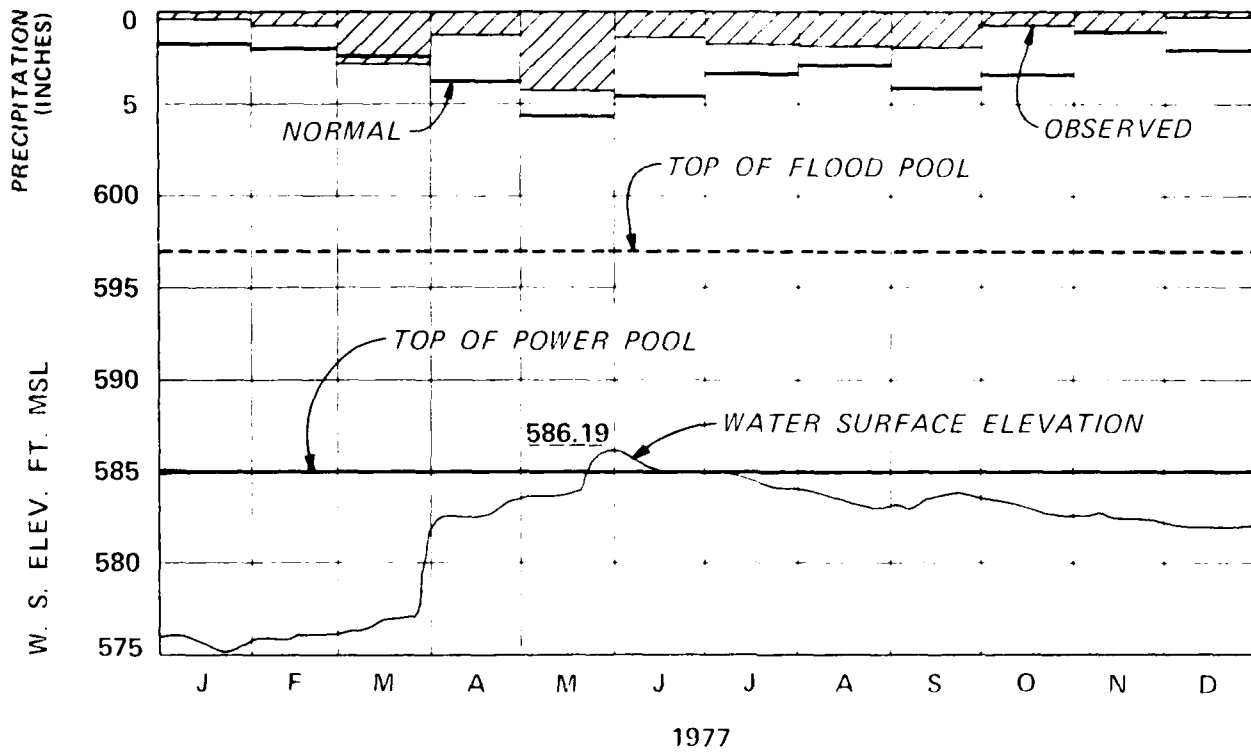 PRECIPITATION
(INCHES)
0
5
NORMAL
OBSERVED
TOP OF FLOOD POOL
600
595
TOP OF POWER POOL
590
W. S. ELEV. FT. MSL
586.19
WATER SURFACE ELEVATION
585
580
575
J F M A M J J A S O N D
1977